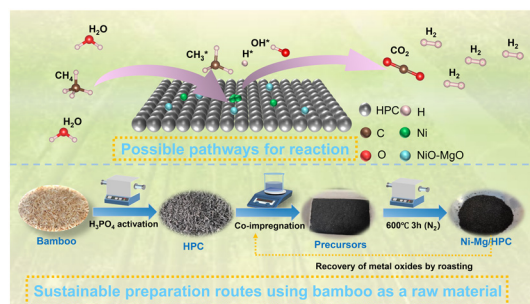 H₂O
CH₄
H₂O
CH₃*
H*
OH*
CO₂
H₂
H₂
H₂
H₂
HPC
H
C
Ni
O
NiO-MgO
Possible pathways for reaction
Bamboo
H₃PO₄ activation
HPC
Co-impregnation
Precursors
600°C 3h (N₂)
Ni-Mg/HPC
Recovery of metal oxides by roasting
Sustainable preparation routes using bamboo as a raw material